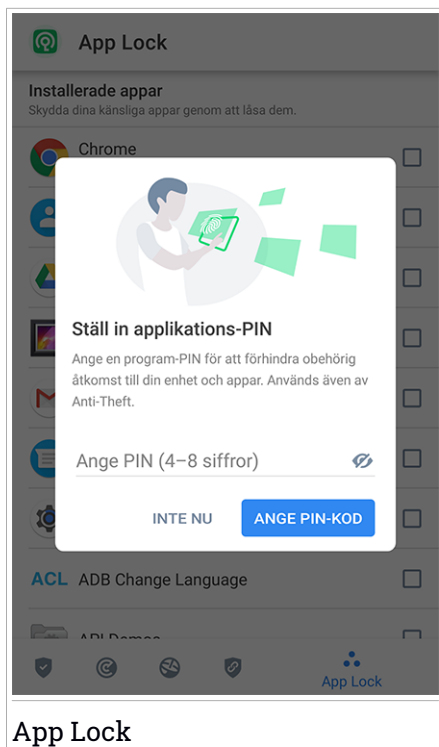 App Lock
Installerade appar
Skydda dina känsliga appar genom att låsa dem.
Chrome
Ställ in applikations-PIN
Ange en program-PIN för att förhindra obehörig
åtkomst till din enhet och appar. Används även av
Anti-Theft.
Ange PIN (4–8 siffror)
INTE NU
ANGE PIN-KOD
ACL ADB Change Language
API Demos
App Lock
App Lock